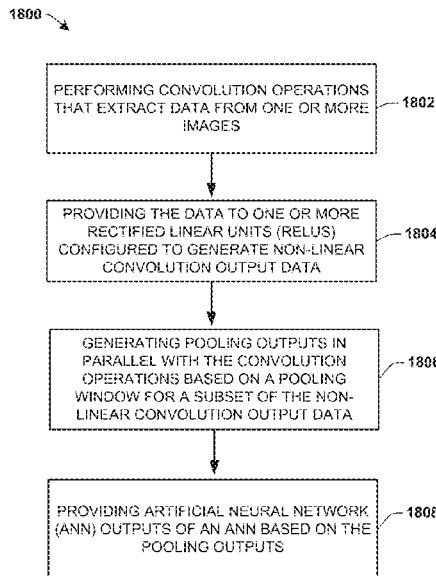 1800
PERFORMING CONVOLUTION OPERATIONS
THAT EXTRACT DATA FROM ONE OR MORE
IMAGES
1802
PROVIDING THE DATA TO ONE OR MORE
RECTIFIED LINEAR UNITS (RELUS)
CONFIGURED TO GENERATE NON-LINEAR
CONVOLUTION OUTPUT DATA
1804
GENERATING POOLING OUTPUTS IN
PARALLEL WITH THE CONVOLUTION
OPERATIONS BASED ON A POOLING
WINDOW FOR A SUBSET OF THE NON-
LINEAR CONVOLUTION OUTPUT DATA
1806
PROVIDING ARTIFICIAL NEURAL NETWORK
(ANN) OUTPUTS OF AN ANN BASED ON THE
POOLING OUTPUTS
1808